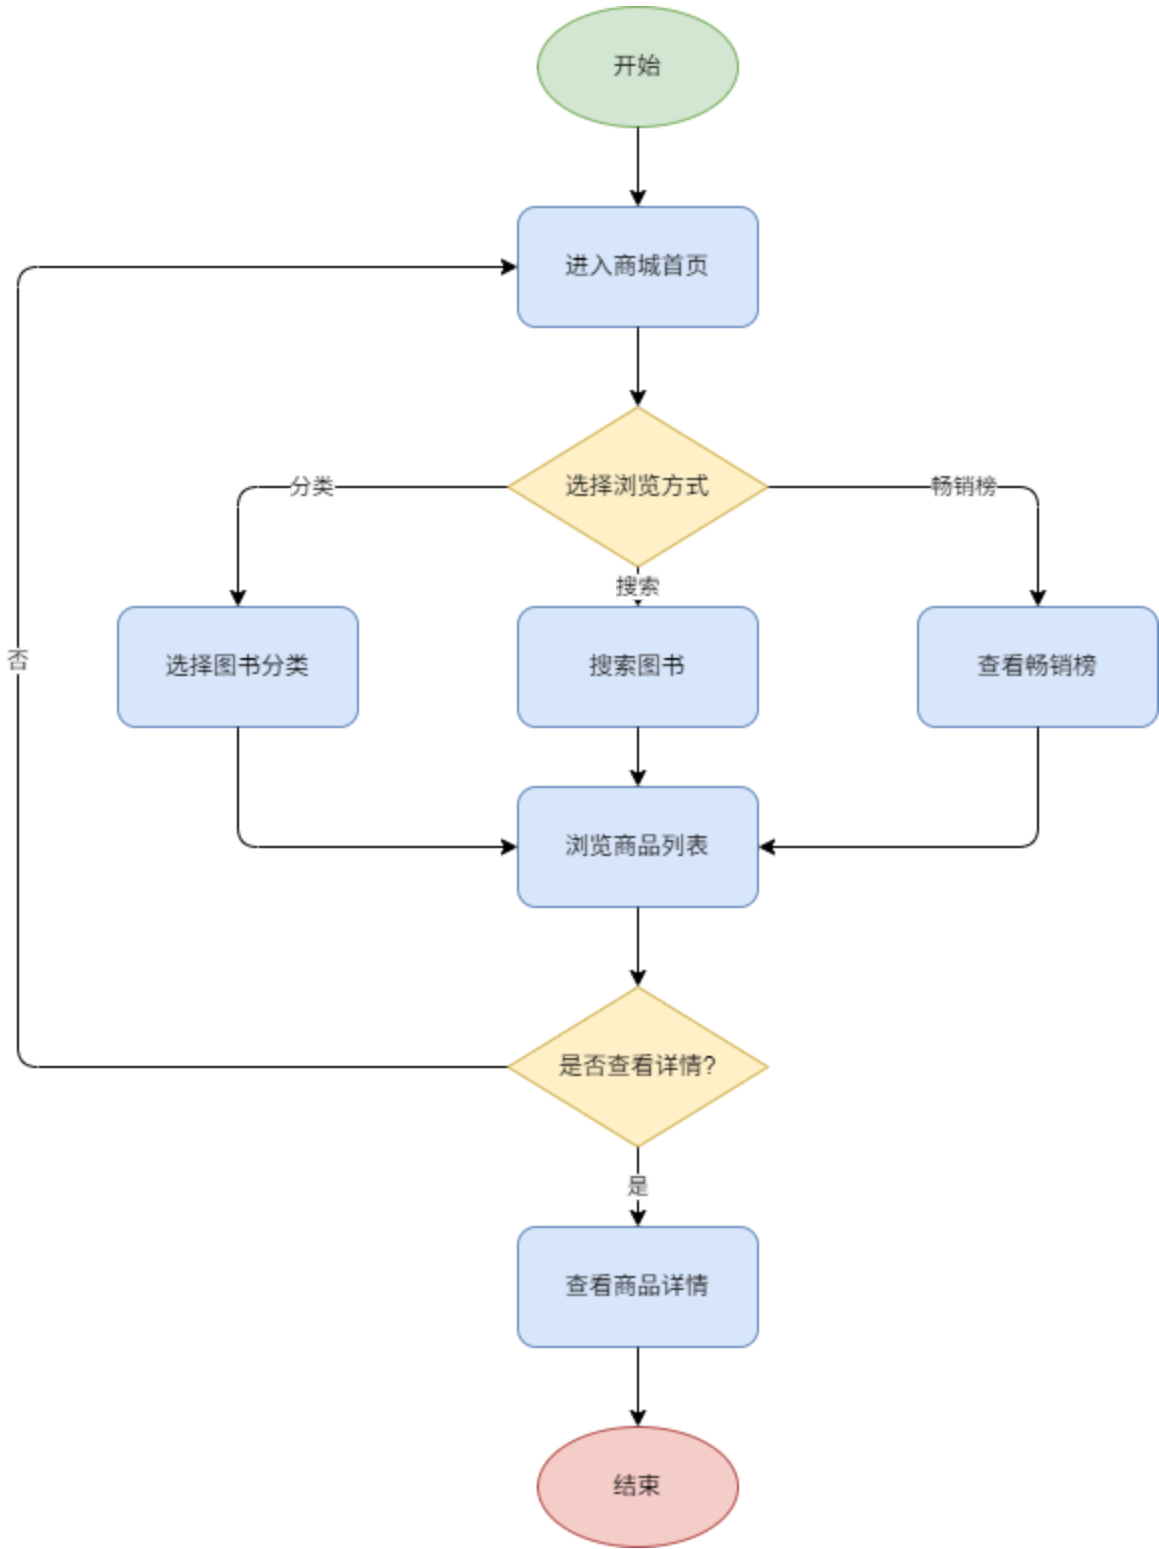 开始
进入商城首页
选择浏览方式
分类
畅销榜
搜索
选择图书分类
搜索图书
查看畅销榜
否
浏览商品列表
是否查看详情?
是
查看商品详情
结束